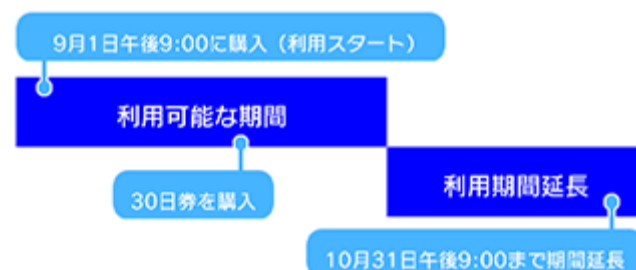 9月1日午後9:00に購入（利用スタート）
利用可能な期間
30日券を購入
利用期間延長
10月31日午後9:00まで期間延長